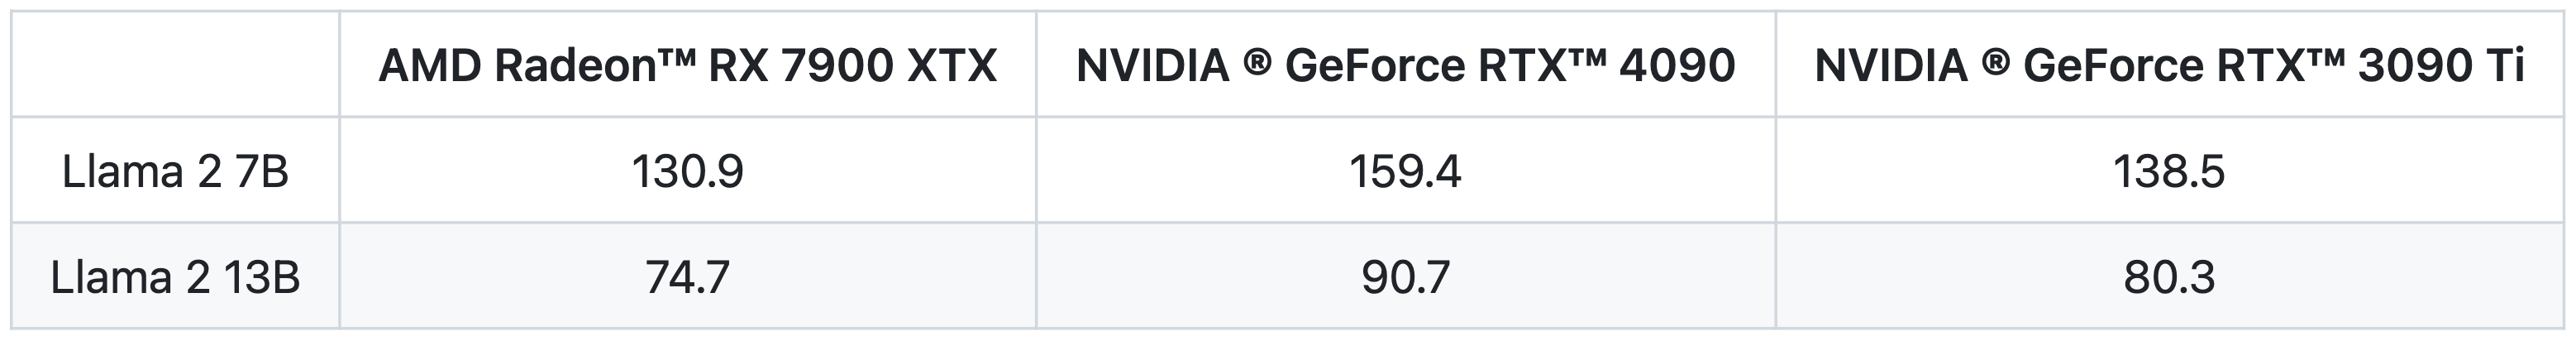 AMD Radeon™ RX 7900 XTX NVIDIA ® GeForce RTX™ 4090 NVIDIA ® GeForce RTX™ 3090 Ti
Llama 2 7B 130.9 159.4 138.5
Llama 2 13B 74.7 90.7 80.3